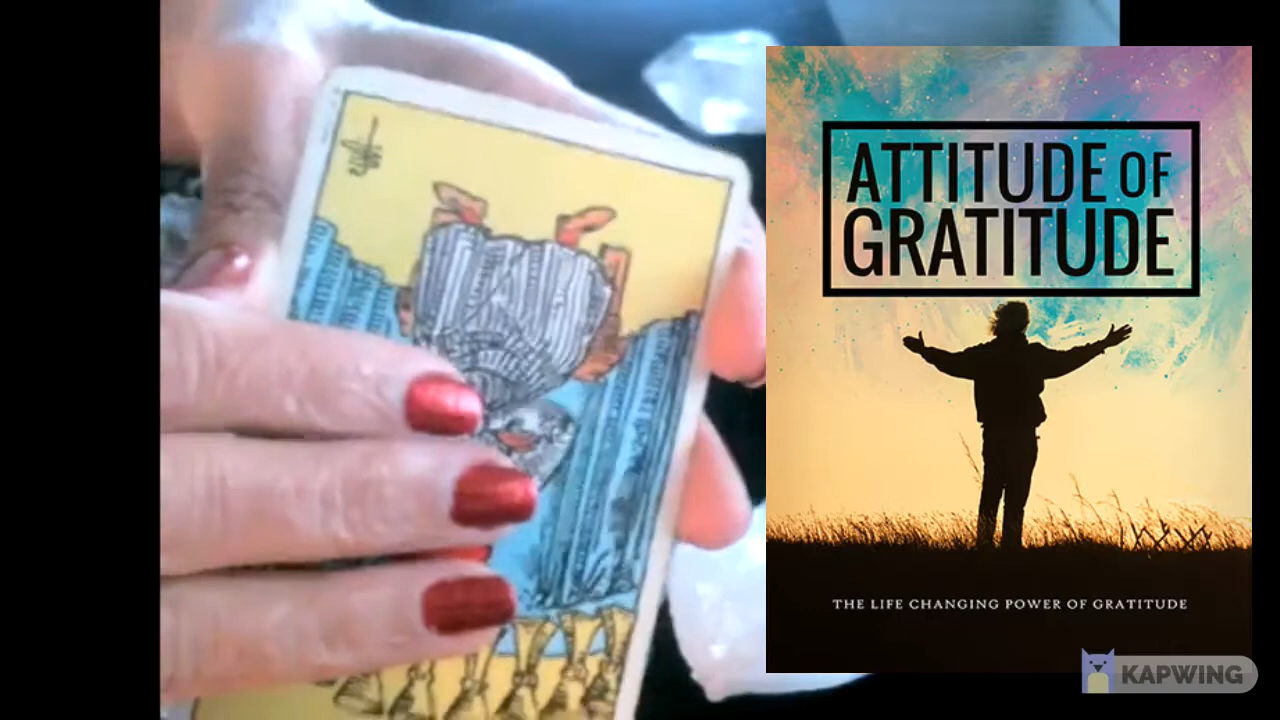 ATTITUDE OF
GRATITUDE
THE LIFE CHANGING POWER OF GRATITUDE
KAPWING